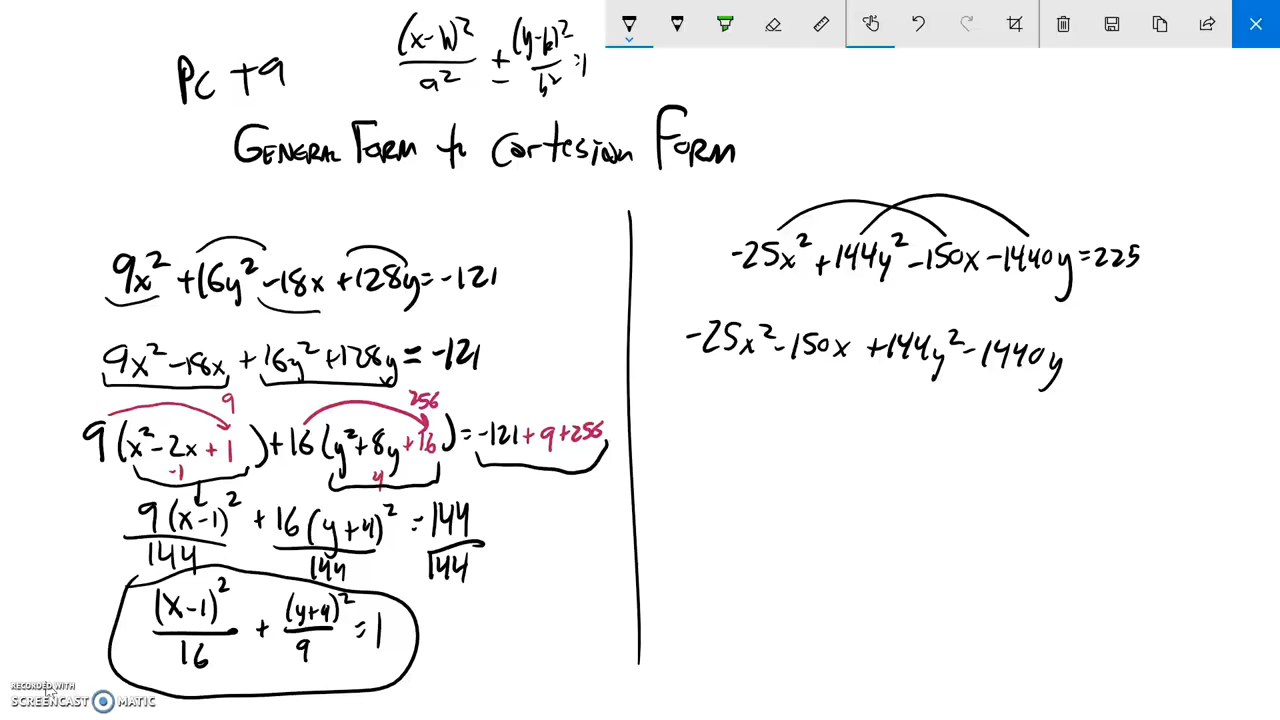 PC +9
(x-h)²/a² ± (y-k)²/b² = 1
GENERAL FORM to Cartesian FORM
9x² + 16y² - 18x + 128y = -121
9x² - 18x + 16y² + 128y = -121
9 256
9(x² - 2x + 1) + 16(y² + 8y + 16) = -121 + 9 + 256
-1 4
9(x-1)²/144 + 16(y+4)²/144 = 144/144
(x-1)²/16 + (y+4)²/9 = 1
-25x² + 144y² - 150x - 1440y = 225
-25x² - 150x + 144y² - 1440y
RECORDED WITH
SCREENCAST MATIC